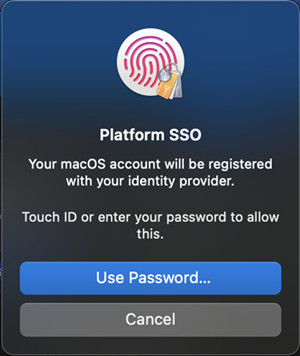 Platform SSO
Your macOS account will be registered
with your identity provider.
Touch ID or enter your password to allow
this.
Use Password...
Cancel